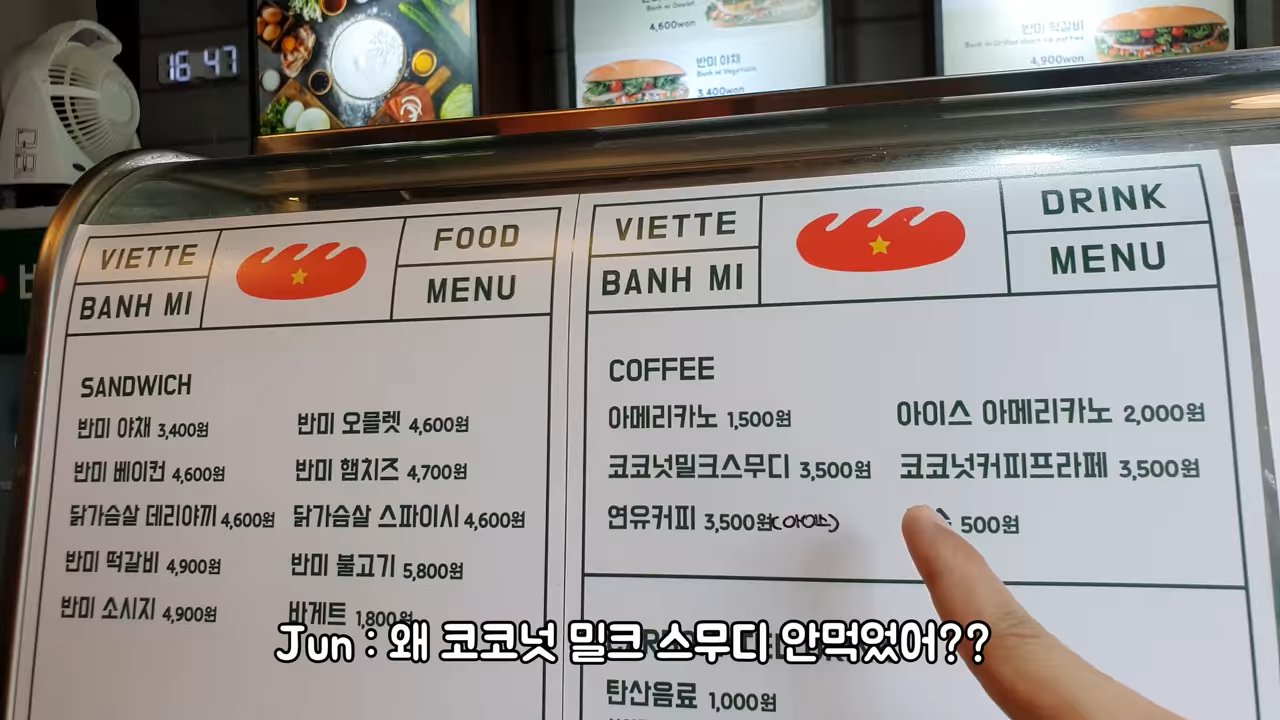 16 47
Banh mi Omelet
4,600won
반미 야채
Banh mi Vegetable
3,400won
반미 떡갈비
4,900won
VIETTE
BANH MI
FOOD
MENU
SANDWICH
반미 야채 3,400원
반미 오믈렛 4,600원
반미 베이컨 4,600원
반미 햄치즈 4,700원
닭가슴살 데리야끼 4,600원
닭가슴살 스파이시 4,600원
반미 떡갈비 4,900원
반미 불고기 5,800원
반미 소시지 4,900원
바게트 1,800원
VIETTE
BANH MI
DRINK
MENU
COFFEE
아메리카노 1,500원
아이스 아메리카노 2,000원
코코넛밀크스무디 3,500원
코코넛커피프라페 3,500원
연유커피 3,500원(아이스)
500원
탄산음료 1,000원
Jun : 왜 코코넛 밀크 스무디 안먹었어??